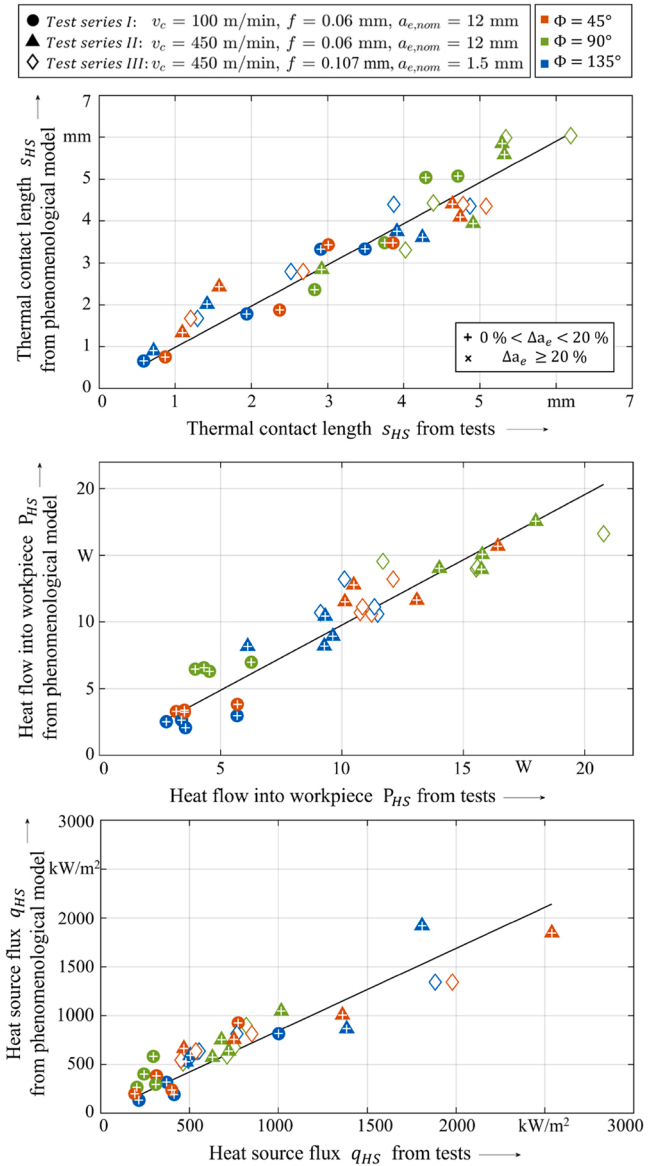 Test series I: v_c = 100 m/min, f = 0.06 mm, a_e,nom = 12 mm
Test series II: v_c = 450 m/min, f = 0.06 mm, a_e,nom = 12 mm
Test series III: v_c = 450 m/min, f = 0.107 mm, a_e,nom = 1.5 mm
Φ = 45°
Φ = 90°
Φ = 135°
Thermal contact length s_HS
from phenomenological model
7
mm
5
4
3
2
1
0
+ 0 % < Δa_e < 20 %
× Δa_e ≥ 20 %
0 1 2 3 4 5 mm 7
Thermal contact length s_HS from tests
Heat flow into workpiece P_HS
from phenomenological model
20
W
10
5
0
0 5 10 15 W 20
Heat flow into workpiece P_HS from tests
Heat source flux q_HS
from phenomenological model
3000
kW/m²
2000
1500
1000
500
0
0 500 1000 1500 2000 kW/m² 3000
Heat source flux q_HS from tests